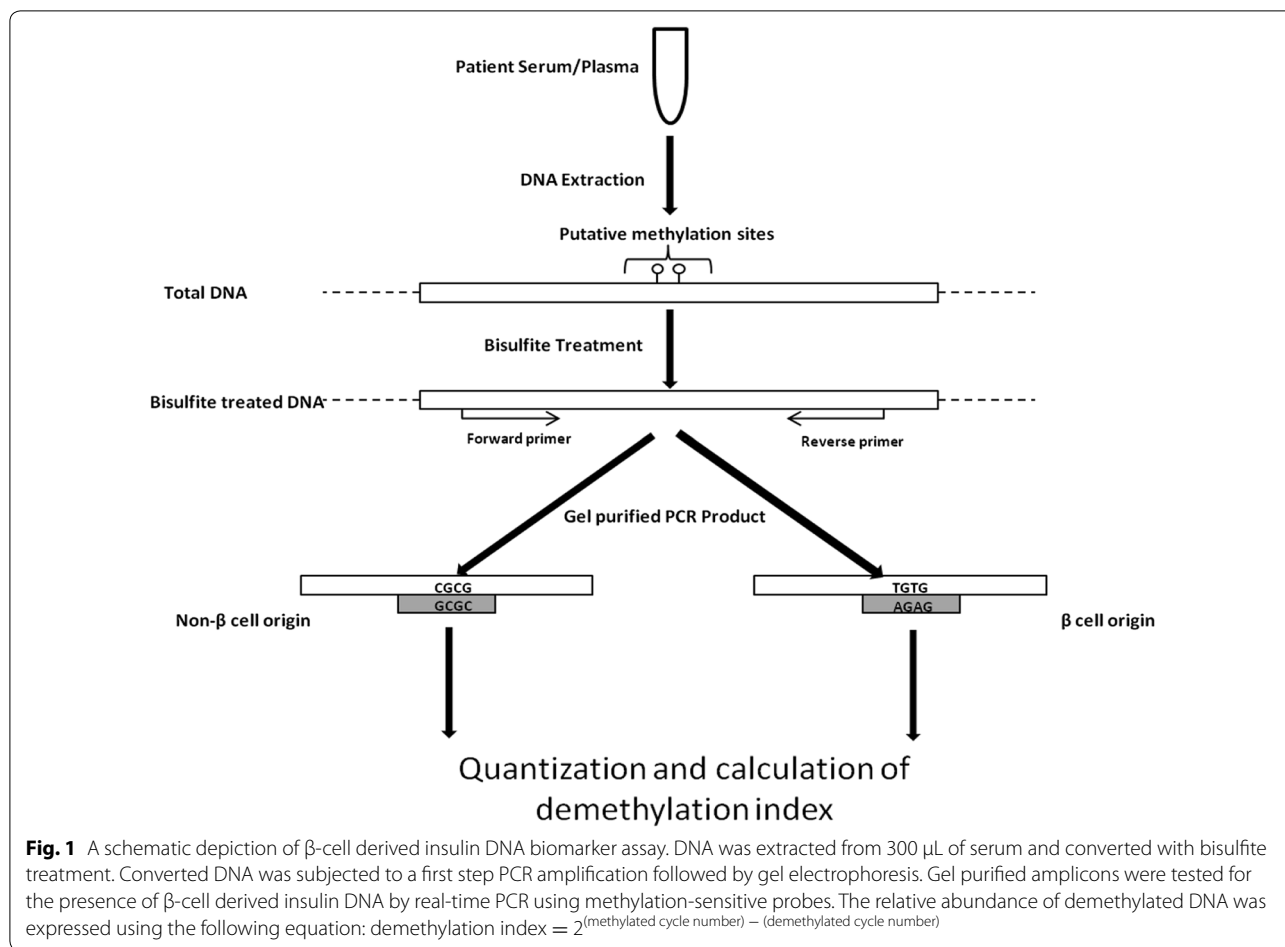 Patient Serum/Plasma
DNA Extraction
Putative methylation sites
Total DNA
Bisulfite Treatment
Bisulfite treated DNA
Forward primer
Reverse primer
Gel purified PCR Product
CGCG
GCGC
TGTG
AGAG
Non-β cell origin
β cell origin
Quantization and calculation of
demethylation index
Fig. 1 A schematic depiction of β-cell derived insulin DNA biomarker assay. DNA was extracted from 300 μL of serum and converted with bisulfite
treatment. Converted DNA was subjected to a first step PCR amplification followed by gel electrophoresis. Gel purified amplicons were tested for
the presence of β-cell derived insulin DNA by real-time PCR using methylation-sensitive probes. The relative abundance of demethylated DNA was
expressed using the following equation: demethylation index = 2(methylated cycle number) − (demethylated cycle number)